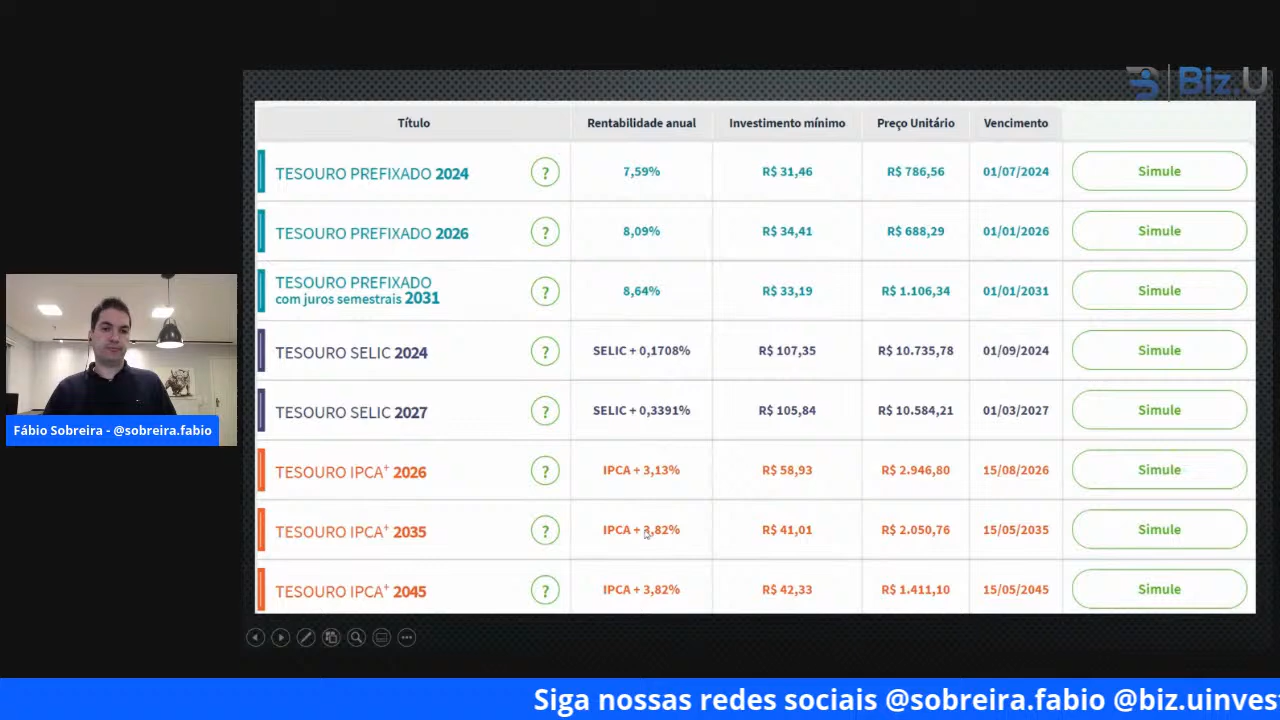 Biz.U
Título Rentabilidade anual Investimento mínimo Preço Unitário Vencimento
TESOURO PREFIXADO 2024 ? 7,59% R$ 31,46 R$ 786,56 01/07/2024 Simule
TESOURO PREFIXADO 2026 ? 8,09% R$ 34,41 R$ 688,29 01/01/2026 Simule
TESOURO PREFIXADO
com juros semestrais 2031 ? 8,64% R$ 33,19 R$ 1.106,34 01/01/2031 Simule
TESOURO SELIC 2024 ? SELIC + 0,1708% R$ 107,35 R$ 10.735,78 01/09/2024 Simule
TESOURO SELIC 2027 ? SELIC + 0,3391% R$ 105,84 R$ 10.584,21 01/03/2027 Simule
TESOURO IPCA+ 2026 ? IPCA + 3,13% R$ 58,93 R$ 2.946,80 15/08/2026 Simule
TESOURO IPCA+ 2035 ? IPCA + 3,82% R$ 41,01 R$ 2.050,76 15/05/2035 Simule
TESOURO IPCA+ 2045 ? IPCA + 3,82% R$ 42,33 R$ 1.411,10 15/05/2045 Simule
Fábio Sobreira - @sobreira.fabio
Siga nossas redes sociais @sobreira.fabio @biz.uinves